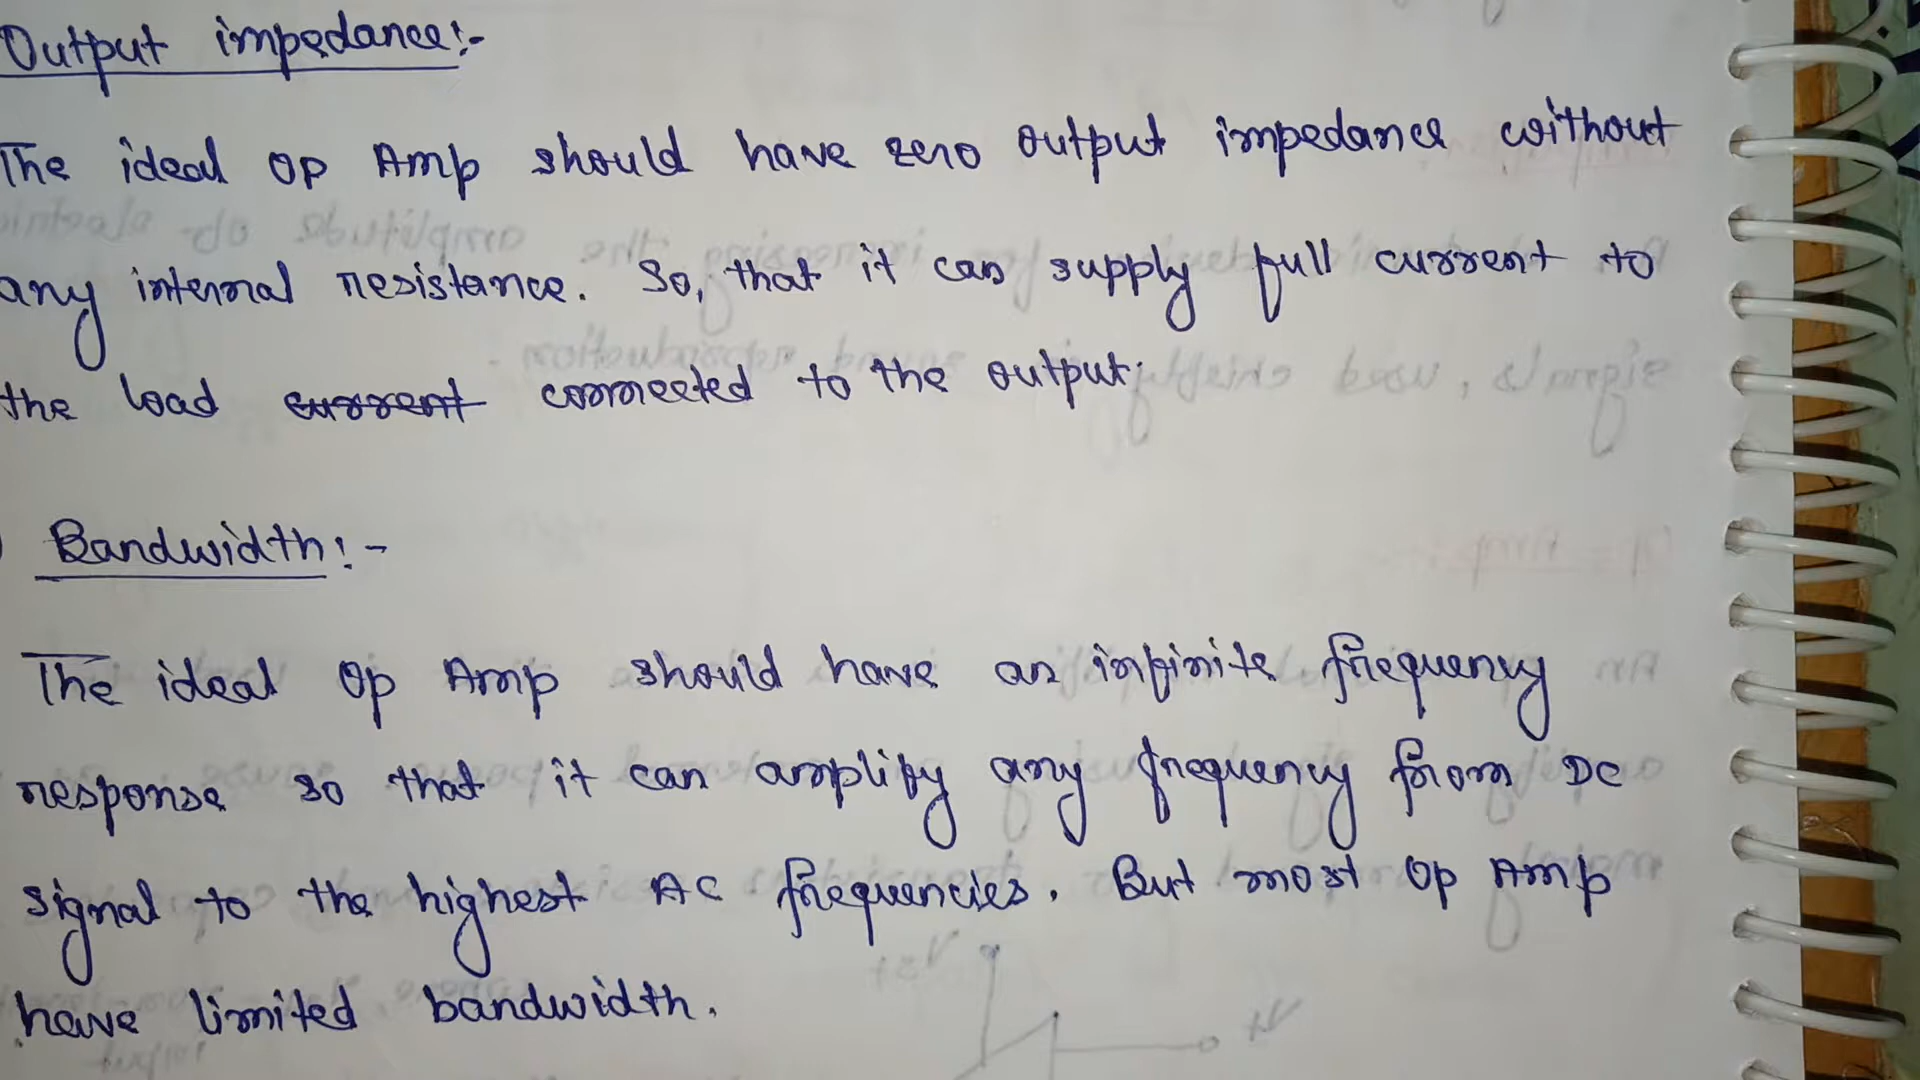 Output impedance:-
The ideal Op Amp should have zero output impedance without
any internal resistance. So, that it can supply full current to
the load ~~current~~ connected to the output.
Bandwidth:-
The ideal Op Amp should have an infinite frequency
response so that it can amplify any frequency from DC
signal to the highest AC frequencies. But most Op Amp
have limited bandwidth.